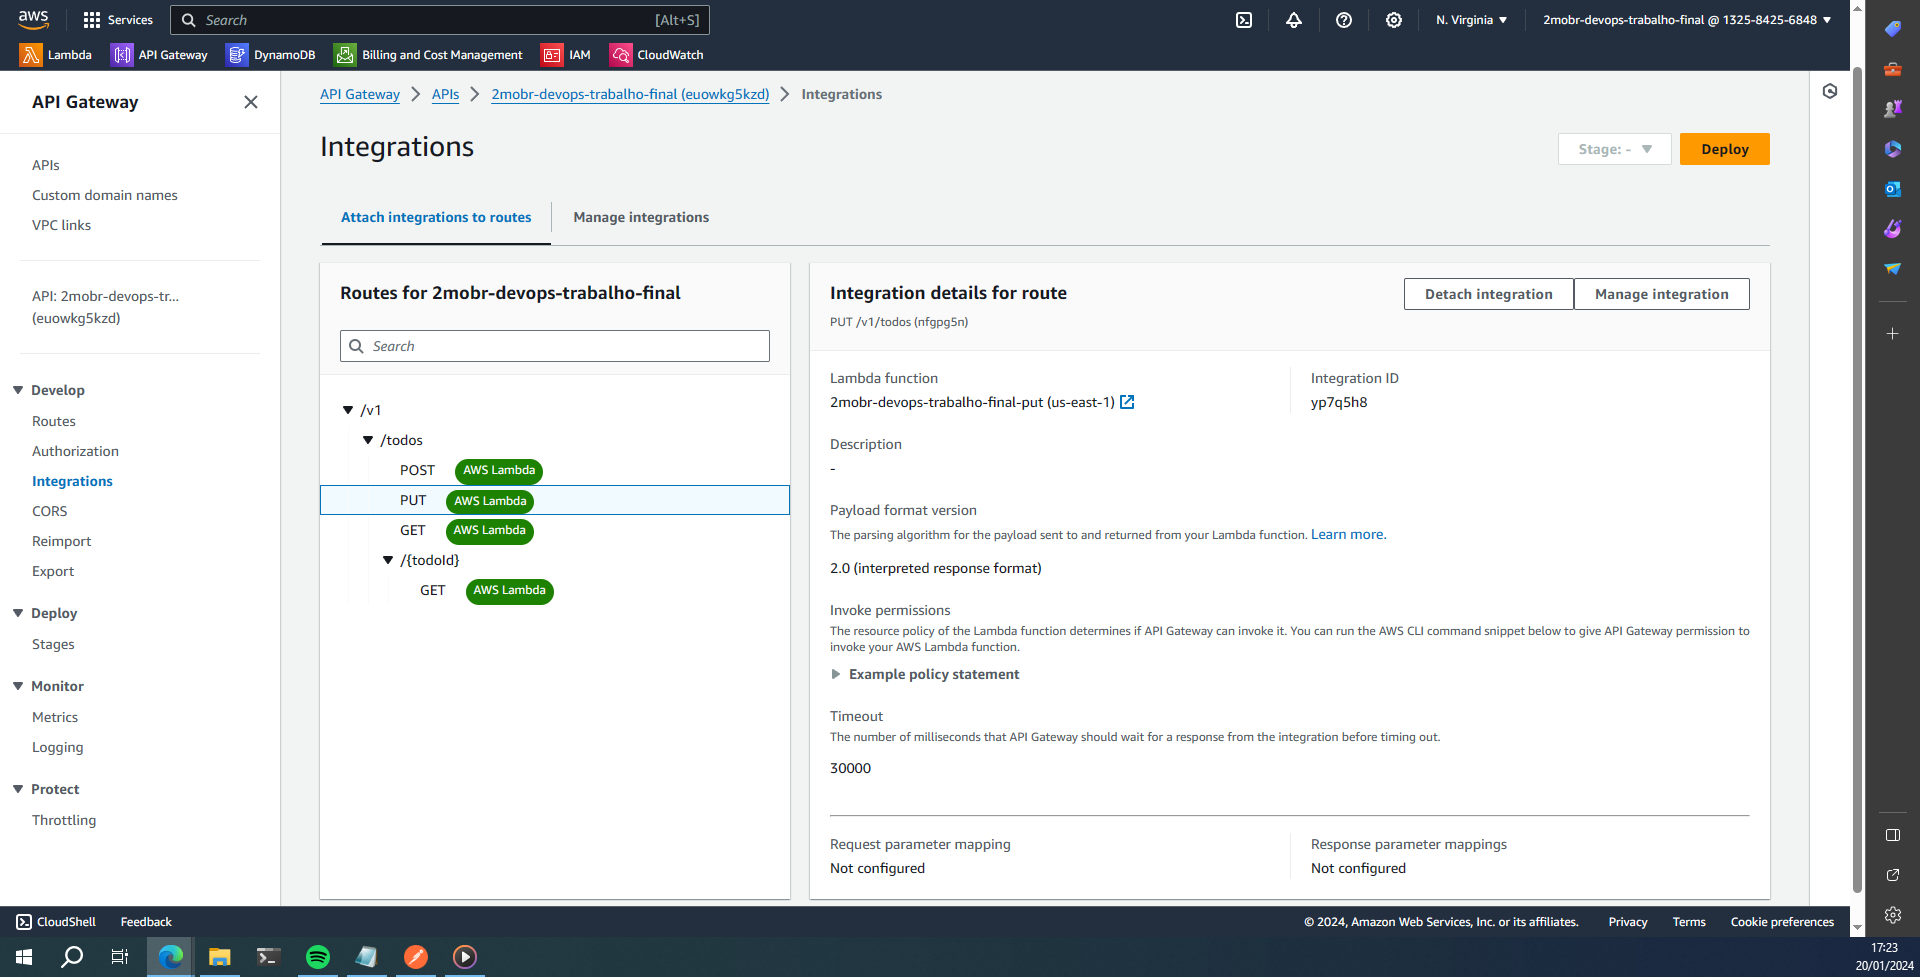 aws
Services
Search
[Alt+S]
N. Virginia
2mobr-devops-trabalho-final @ 1325-8425-6848
Lambda
API Gateway
DynamoDB
Billing and Cost Management
IAM
CloudWatch
API Gateway
APIs
Custom domain names
VPC links
API: 2mobr-devops-tr...
(euowkg5kzd)
Develop
Routes
Authorization
Integrations
CORS
Reimport
Export
Deploy
Stages
Monitor
Metrics
Logging
Protect
Throttling
API Gateway
APIs
2mobr-devops-trabalho-final (euowkg5kzd)
Integrations
Integrations
Stage: -
Deploy
Attach integrations to routes
Manage integrations
Routes for 2mobr-devops-trabalho-final
Search
/v1
/todos
POST AWS Lambda
PUT AWS Lambda
GET AWS Lambda
/{todoId}
GET AWS Lambda
Integration details for route
PUT /v1/todos (nfgpg5n)
Detach integration
Manage integration
Lambda function
2mobr-devops-trabalho-final-put (us-east-1)
Integration ID
yp7q5h8
Description
-
Payload format version
The parsing algorithm for the payload sent to and returned from your Lambda function. Learn more.
2.0 (interpreted response format)
Invoke permissions
The resource policy of the Lambda function determines if API Gateway can invoke it. You can run the AWS CLI command snippet below to give API Gateway permission to
invoke your AWS Lambda function.
Example policy statement
Timeout
The number of milliseconds that API Gateway should wait for a response from the integration before timing out.
30000
Request parameter mapping
Not configured
Response parameter mappings
Not configured
CloudShell
Feedback
© 2024, Amazon Web Services, Inc. or its affiliates.
Privacy
Terms
Cookie preferences
17:23
20/01/2024